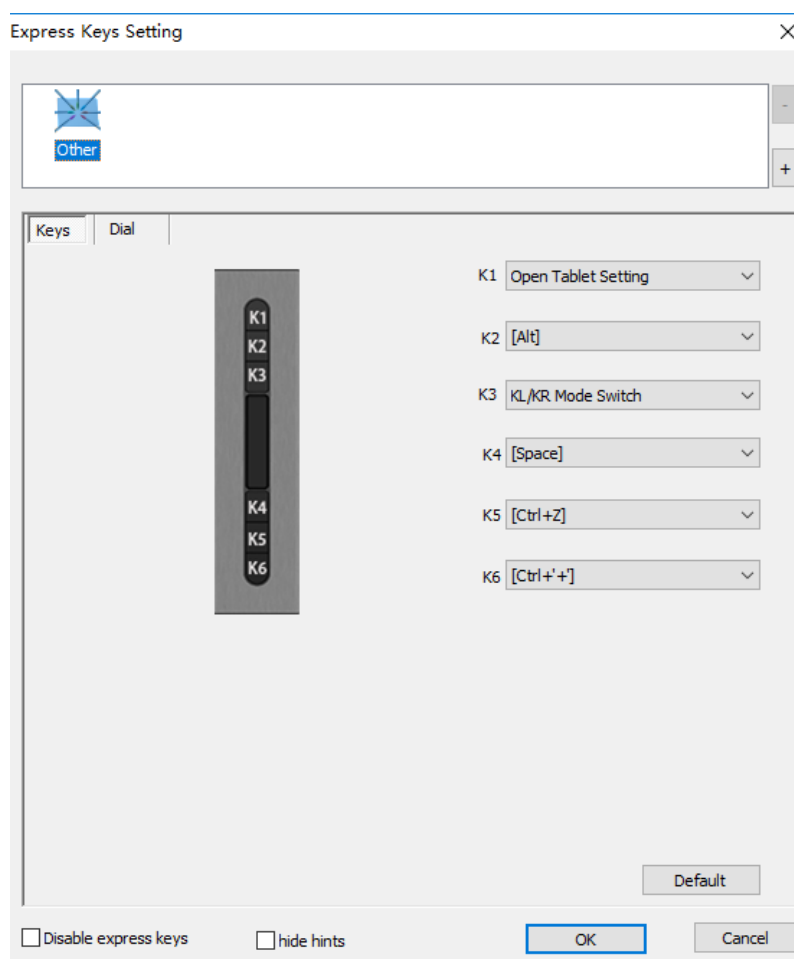 Express Keys Setting
Other
-
+
Keys Dial
K1
K2
K3
K4
K5
K6
K1 Open Tablet Setting
K2 [Alt]
K3 KL/KR Mode Switch
K4 [Space]
K5 [Ctrl+Z]
K6 [Ctrl+'+']
Default
Disable express keys hide hints OK Cancel